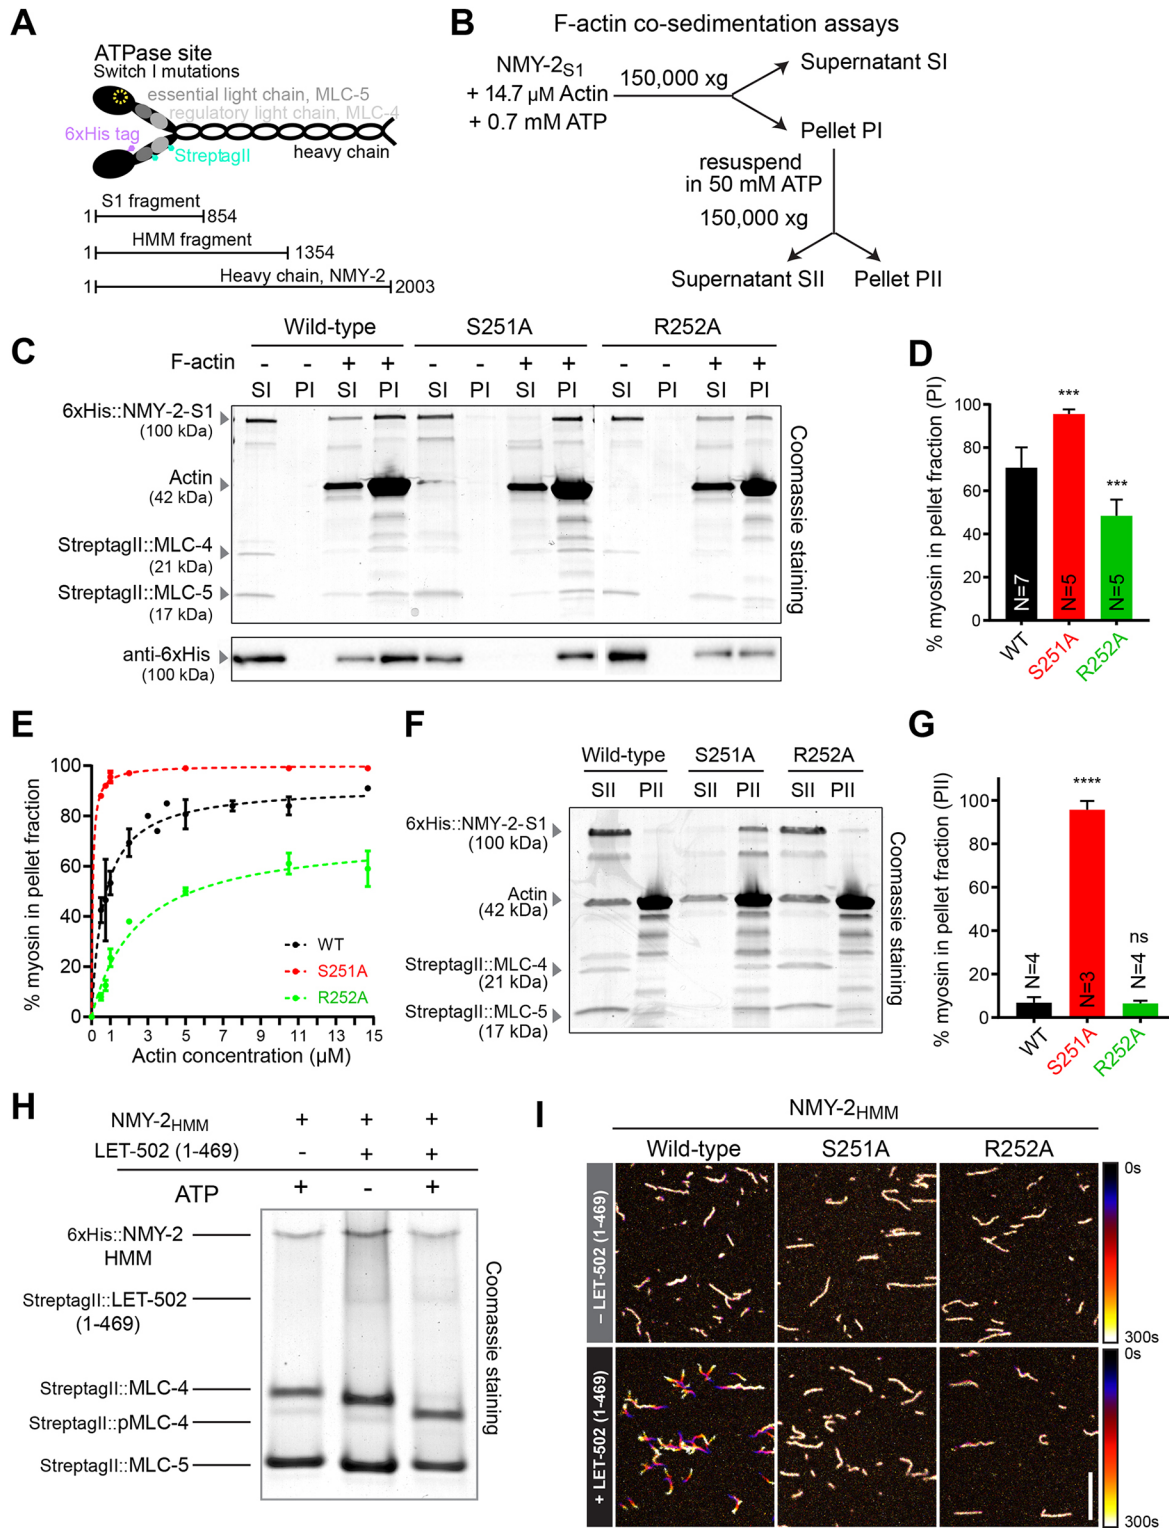 A
ATPase site
Switch I mutations
essential light chain, MLC-5
regulatory light chain, MLC-4
6xHis tag
StreptagII
heavy chain
S1 fragment
1 854
HMM fragment
1 1354
Heavy chain, NMY-2
1 2003
B
F-actin co-sedimentation assays
NMY-2S1
+ 14.7 µM Actin
+ 0.7 mM ATP
150,000 xg
Supernatant SI
Pellet PI
resuspend
in 50 mM ATP
150,000 xg
Supernatant SII Pellet PII
C
Wild-type S251A R252A
F-actin - - + + - - + + - - + +
SI PI SI PI SI PI SI PI SI PI SI PI
6xHis::NMY-2-S1
(100 kDa)
Actin
(42 kDa)
StreptagII::MLC-4
(21 kDa)
StreptagII::MLC-5
(17 kDa)
anti-6xHis
(100 kDa)
Coomassie staining
D
% myosin in pellet fraction (PI)
100
80
60
40
20
0
***
***
N=7
N=5
N=5
WT
S251A
R252A
E
% myosin in pellet fraction
100
80
60
40
20
0
WT
S251A
R252A
0 1 3 5 7 9 11 13 15
Actin concentration (µM)
F
Wild-type S251A R252A
SII PII SII PII SII PII
6xHis::NMY-2-S1
(100 kDa)
Actin
(42 kDa)
StreptagII::MLC-4
(21 kDa)
StreptagII::MLC-5
(17 kDa)
Coomassie staining
G
% myosin in pellet fraction (PII)
100
80
60
40
20
0
****
ns
N=4
N=3
N=4
WT
S251A
R252A
H
NMY-2HMM + + +
LET-502 (1-469) - + +
ATP + - +
6xHis::NMY-2
HMM
StreptagII::LET-502
(1-469)
StreptagII::MLC-4
StreptagII::pMLC-4
StreptagII::MLC-5
Coomassie staining
I
NMY-2HMM
Wild-type S251A R252A
– LET-502 (1-469)
0s
300s
+ LET-502 (1-469)
0s
300s